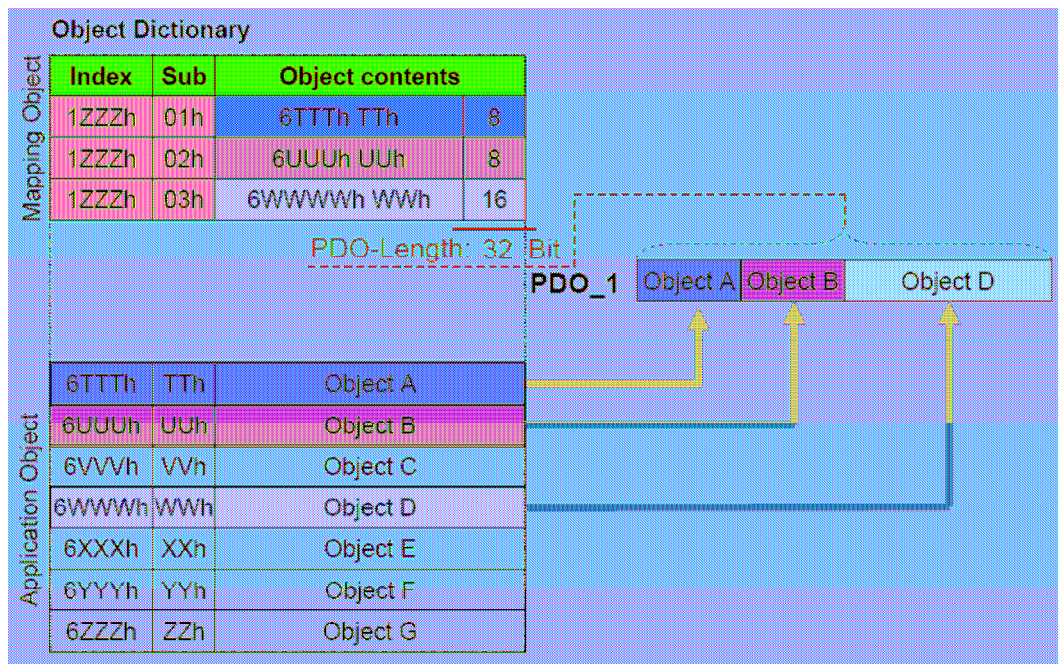 Object Dictionary
Mapping Object
Index Sub Object contents
1ZZZh 01h 6TTTh TTh 8
1ZZZh 02h 6UUUh UUh 8
1ZZZh 03h 6WWWWh WWh 16
PDO-Length: 32 Bit
PDO_1 Object A Object B Object D
Application Object
6TTTh TTh Object A
6UUUh UUh Object B
6VVVh VVh Object C
6WWWh WWh Object D
6XXXh XXh Object E
6YYYh YYh Object F
6ZZZh ZZh Object G